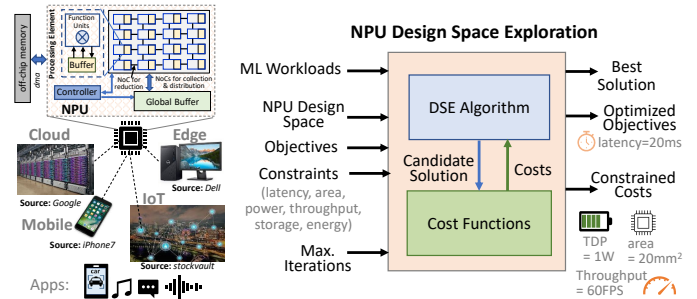 off-chip memory
dma
Processing Element
Function
Units
Buffer
NoC for
reduction
NoCs for collection
& distribution
Controller
Global Buffer
NPU
Cloud
Edge
Source: Google
Source: Dell
IoT
Mobile
Source: iPhone7
Source: stockvault
Apps:
car
NPU Design Space Exploration
ML Workloads
NPU Design
Space
Objectives
Constraints
(latency, area,
power, throughput,
storage, energy)
Max.
Iterations
DSE Algorithm
Candidate
Solution
Costs
Cost Functions
Best
Solution
Optimized
Objectives
latency=20ms
Constrained
Costs
TDP
= 1W
area
= 20mm²
Throughput
= 60FPS